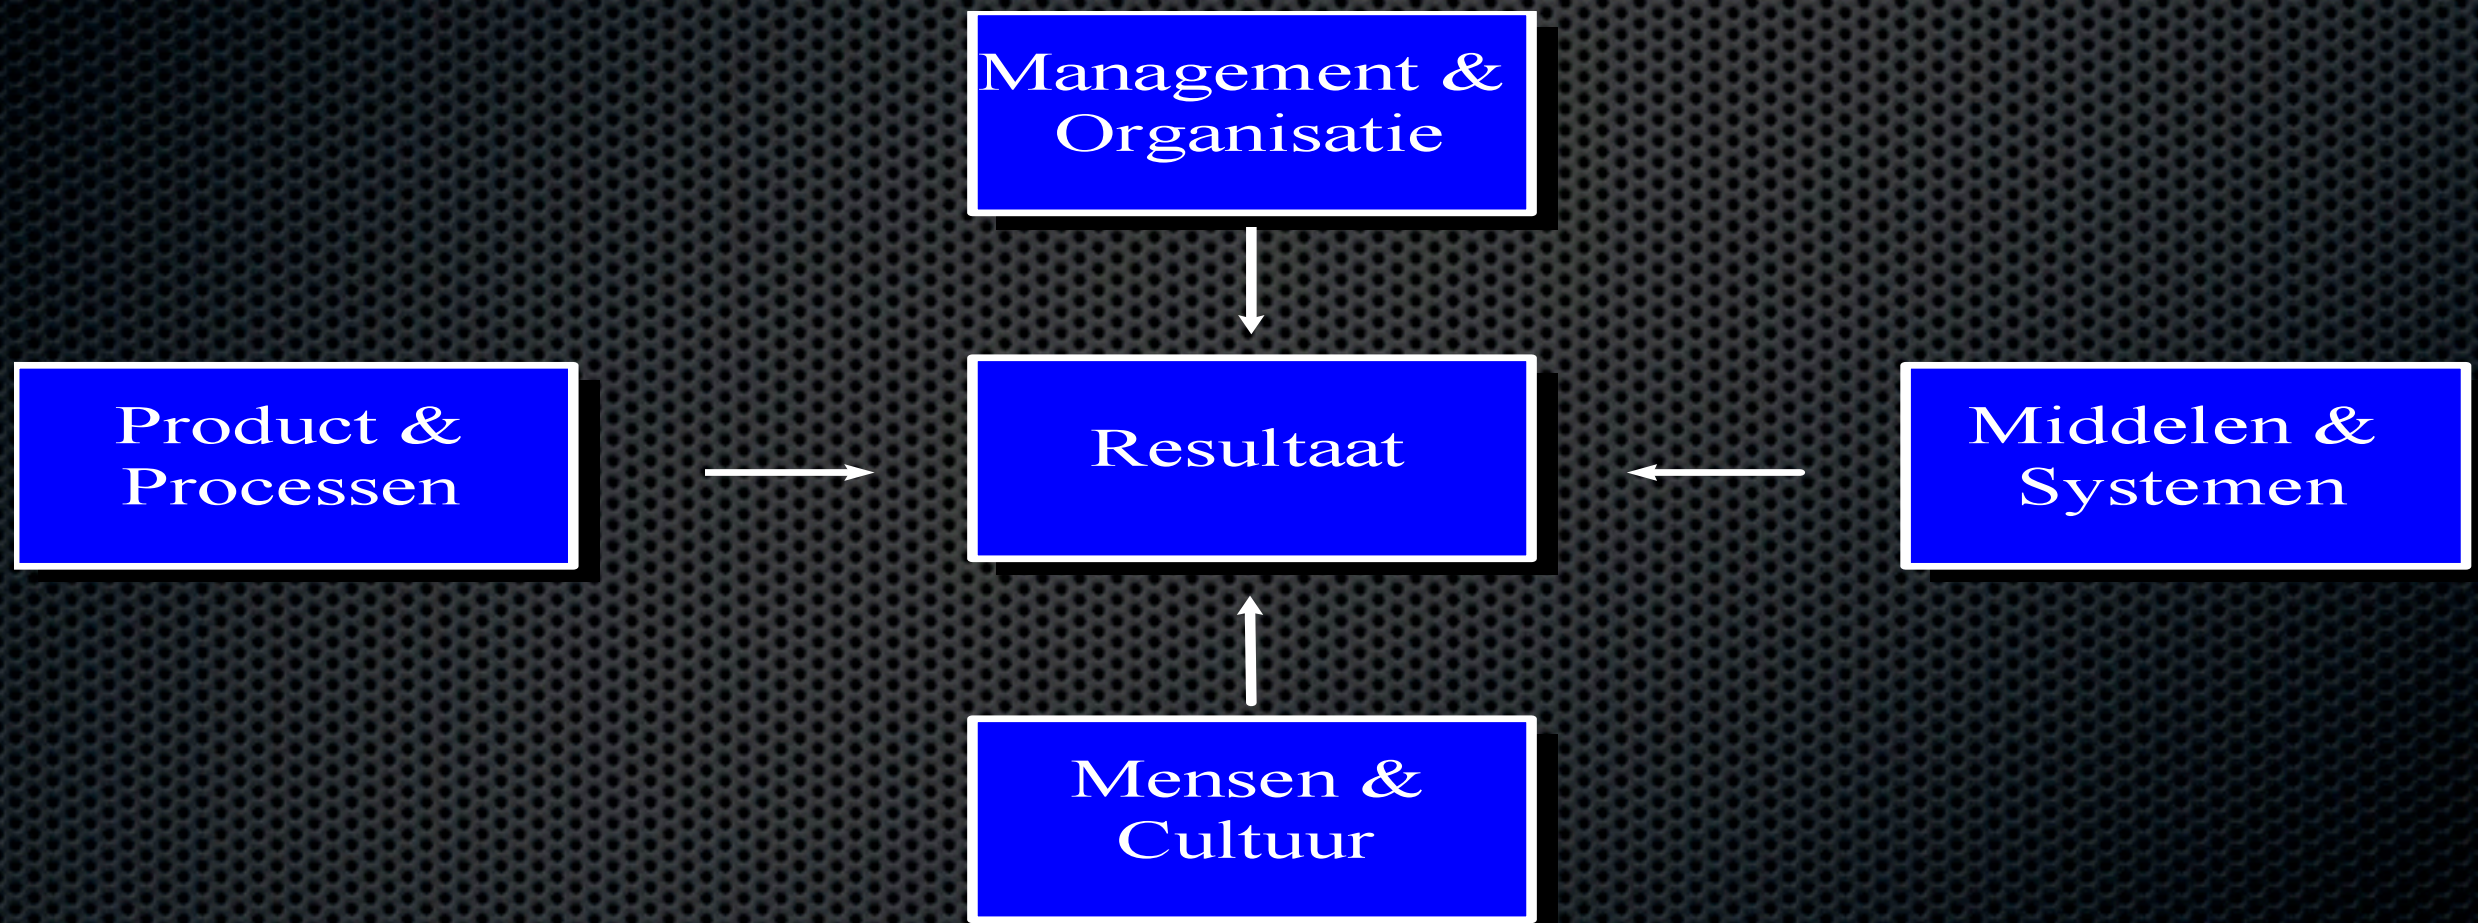 Management &
Organisatie
Product &
Processen
Resultaat
Middelen &
Systemen
Mensen &
Cultuur